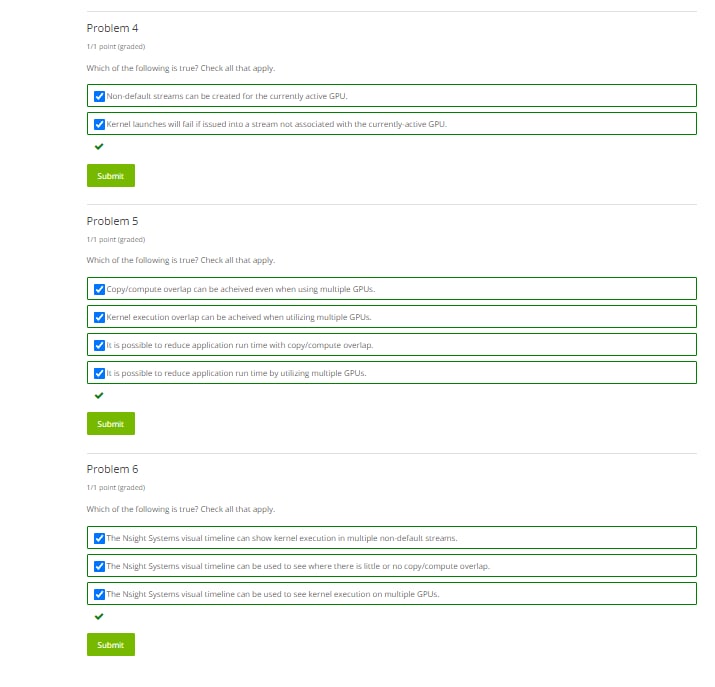 Problem 4
1/1 point (graded)
Which of the following is true? Check all that apply.
Non-default streams can be created for the currently active GPU.
Kernel launches will fail if issued into a stream not associated with the currently-active GPU.
Submit
Problem 5
1/1 point (graded)
Which of the following is true? Check all that apply.
Copy/compute overlap can be acheived even when using multiple GPUs.
Kernel execution overlap can be acheived when utilizing multiple GPUs.
It is possible to reduce application run time with copy/compute overlap.
It is possible to reduce application run time by utilizing multiple GPUs.
Submit
Problem 6
1/1 point (graded)
Which of the following is true? Check all that apply.
The Nsight Systems visual timeline can show kernel execution in multiple non-default streams.
The Nsight Systems visual timeline can be used to see where there is little or no copy/compute overlap.
The Nsight Systems visual timeline can be used to see kernel execution on multiple GPUs.
Submit